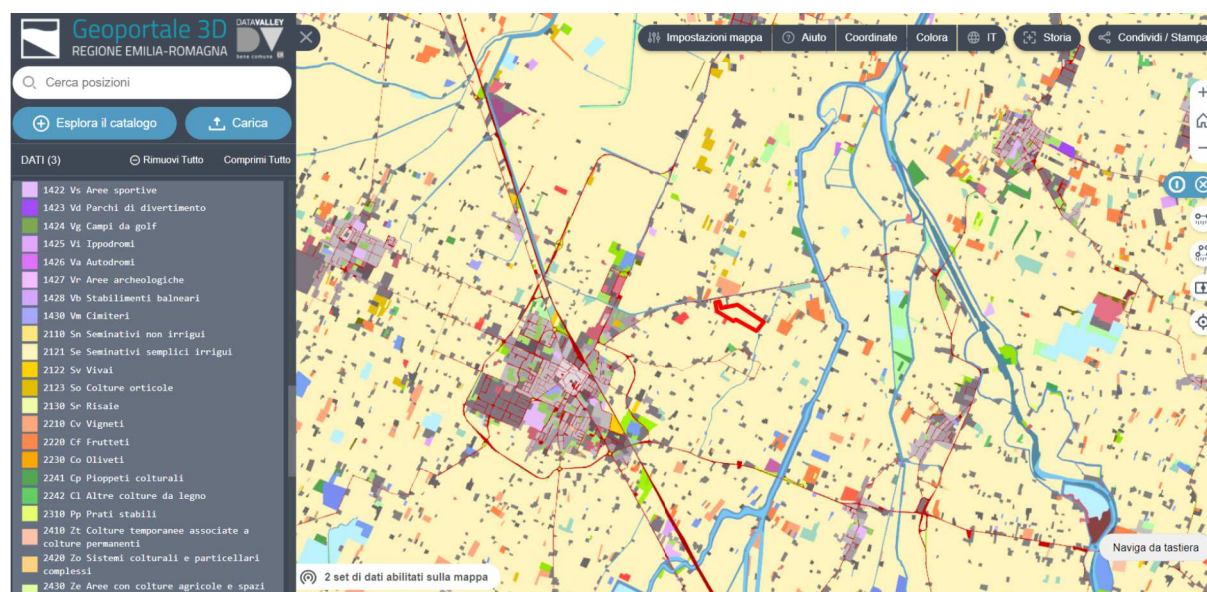 Geoportale 3D
REGIONE EMILIA-ROMAGNA
DATAVALLEY
bene comune
Cerca posizioni
Esplora il catalogo
Carica
DATI (3)
Rimuovi Tutto
Comprimi Tutto
1422 Vs Aree sportive
1423 Vd Parchi di divertimento
1424 Vg Campi da golf
1425 Vi Ippodromi
1426 Va Autodromi
1427 Vr Aree archeologiche
1428 Vb Stabilimenti balneari
1430 Vm Cimiteri
2110 Sn Seminativi non irrigui
2121 Se Seminativi semplici irrigui
2122 Sv Vivai
2123 So Colture orticole
2130 Sr Risaie
2210 Cv Vigneti
2220 Cf Frutteti
2230 Co Oliveti
2241 Cp Pioppeti colturali
2242 Cl Altre colture da legno
2310 Pp Prati stabili
2410 Zt Colture temporanee associate a
colture permanenti
2420 Zo Sistemi colturali e particellari
complessi
2430 Ze Aree con colture agricole e spazi
Impostazioni mappa
Aiuto
Coordinate
Colora
IT
Storia
Condividi / Stampa
Naviga da tastiera
2 set di dati abilitati sulla mappa